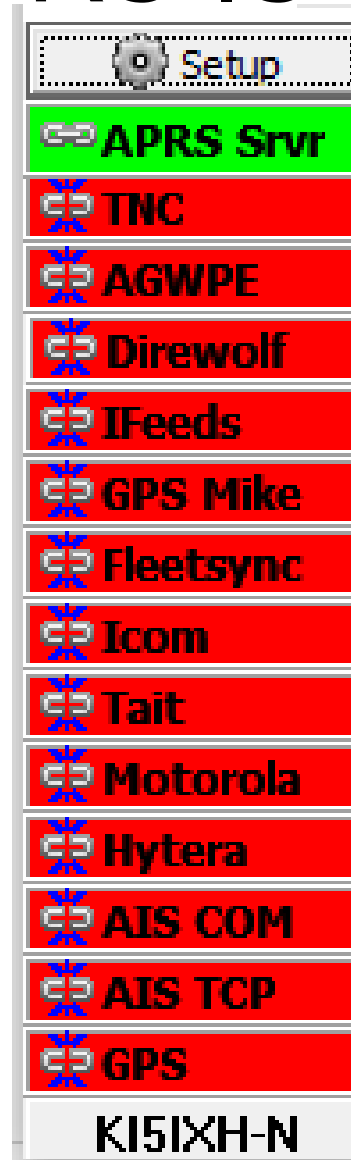 Setup
APRS Srvr
TNC
AGWPE
Direwolf
IFeeds
GPS Mike
Fleetsync
Icom
Tait
Motorola
Hytera
AIS COM
AIS TCP
GPS
KI5IXH-N